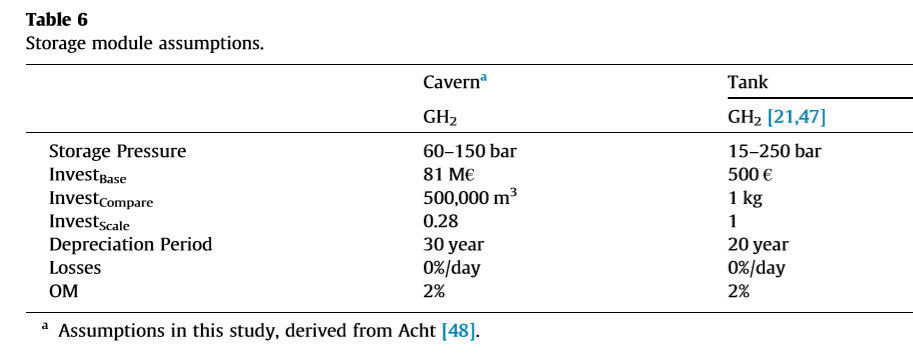 Table 6
Storage module assumptions.
Cavernᵃ Tank
GH₂ GH₂ [21,47]
Storage Pressure 60–150 bar 15–250 bar
Invest_Base 81 M€ 500 €
Invest_Compare 500,000 m³ 1 kg
Invest_Scale 0.28 1
Depreciation Period 30 year 20 year
Losses 0%/day 0%/day
OM 2% 2%
ᵃ Assumptions in this study, derived from Acht [48].